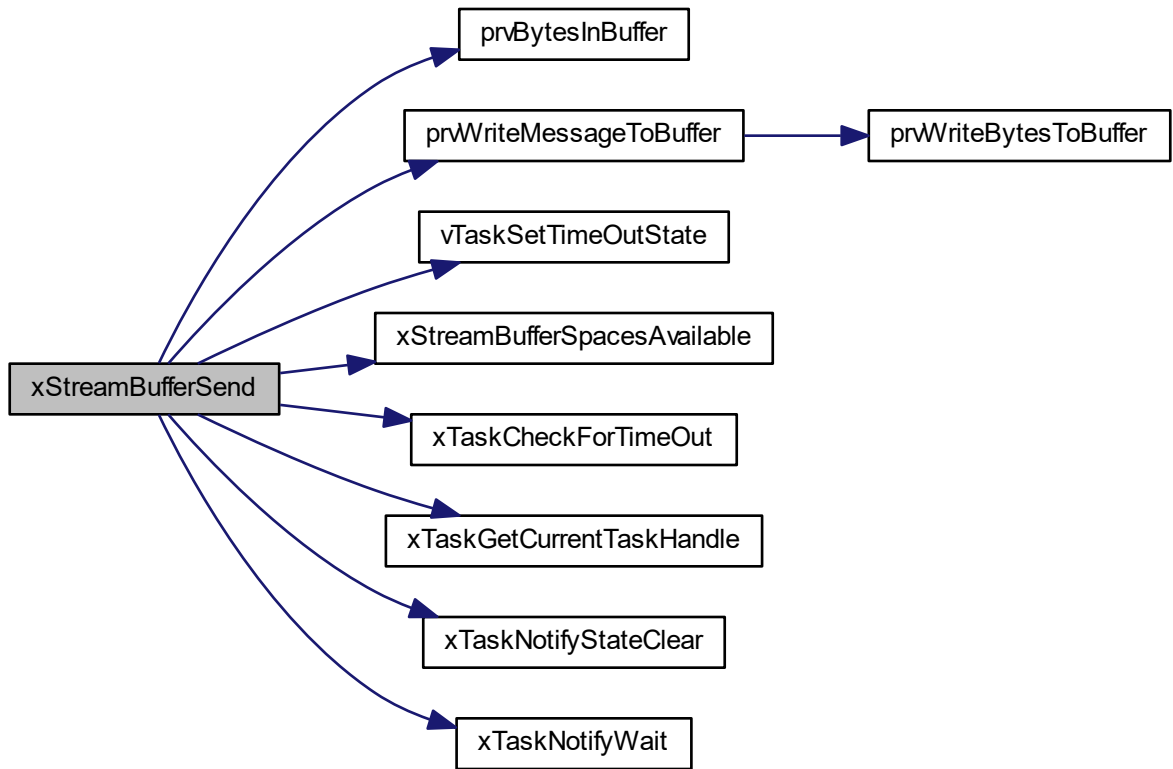 prvBytesInBuffer
prvWriteMessageToBuffer
prvWriteBytesToBuffer
vTaskSetTimeOutState
xStreamBufferSpacesAvailable
xStreamBufferSend
xTaskCheckForTimeOut
xTaskGetCurrentTaskHandle
xTaskNotifyStateClear
xTaskNotifyWait